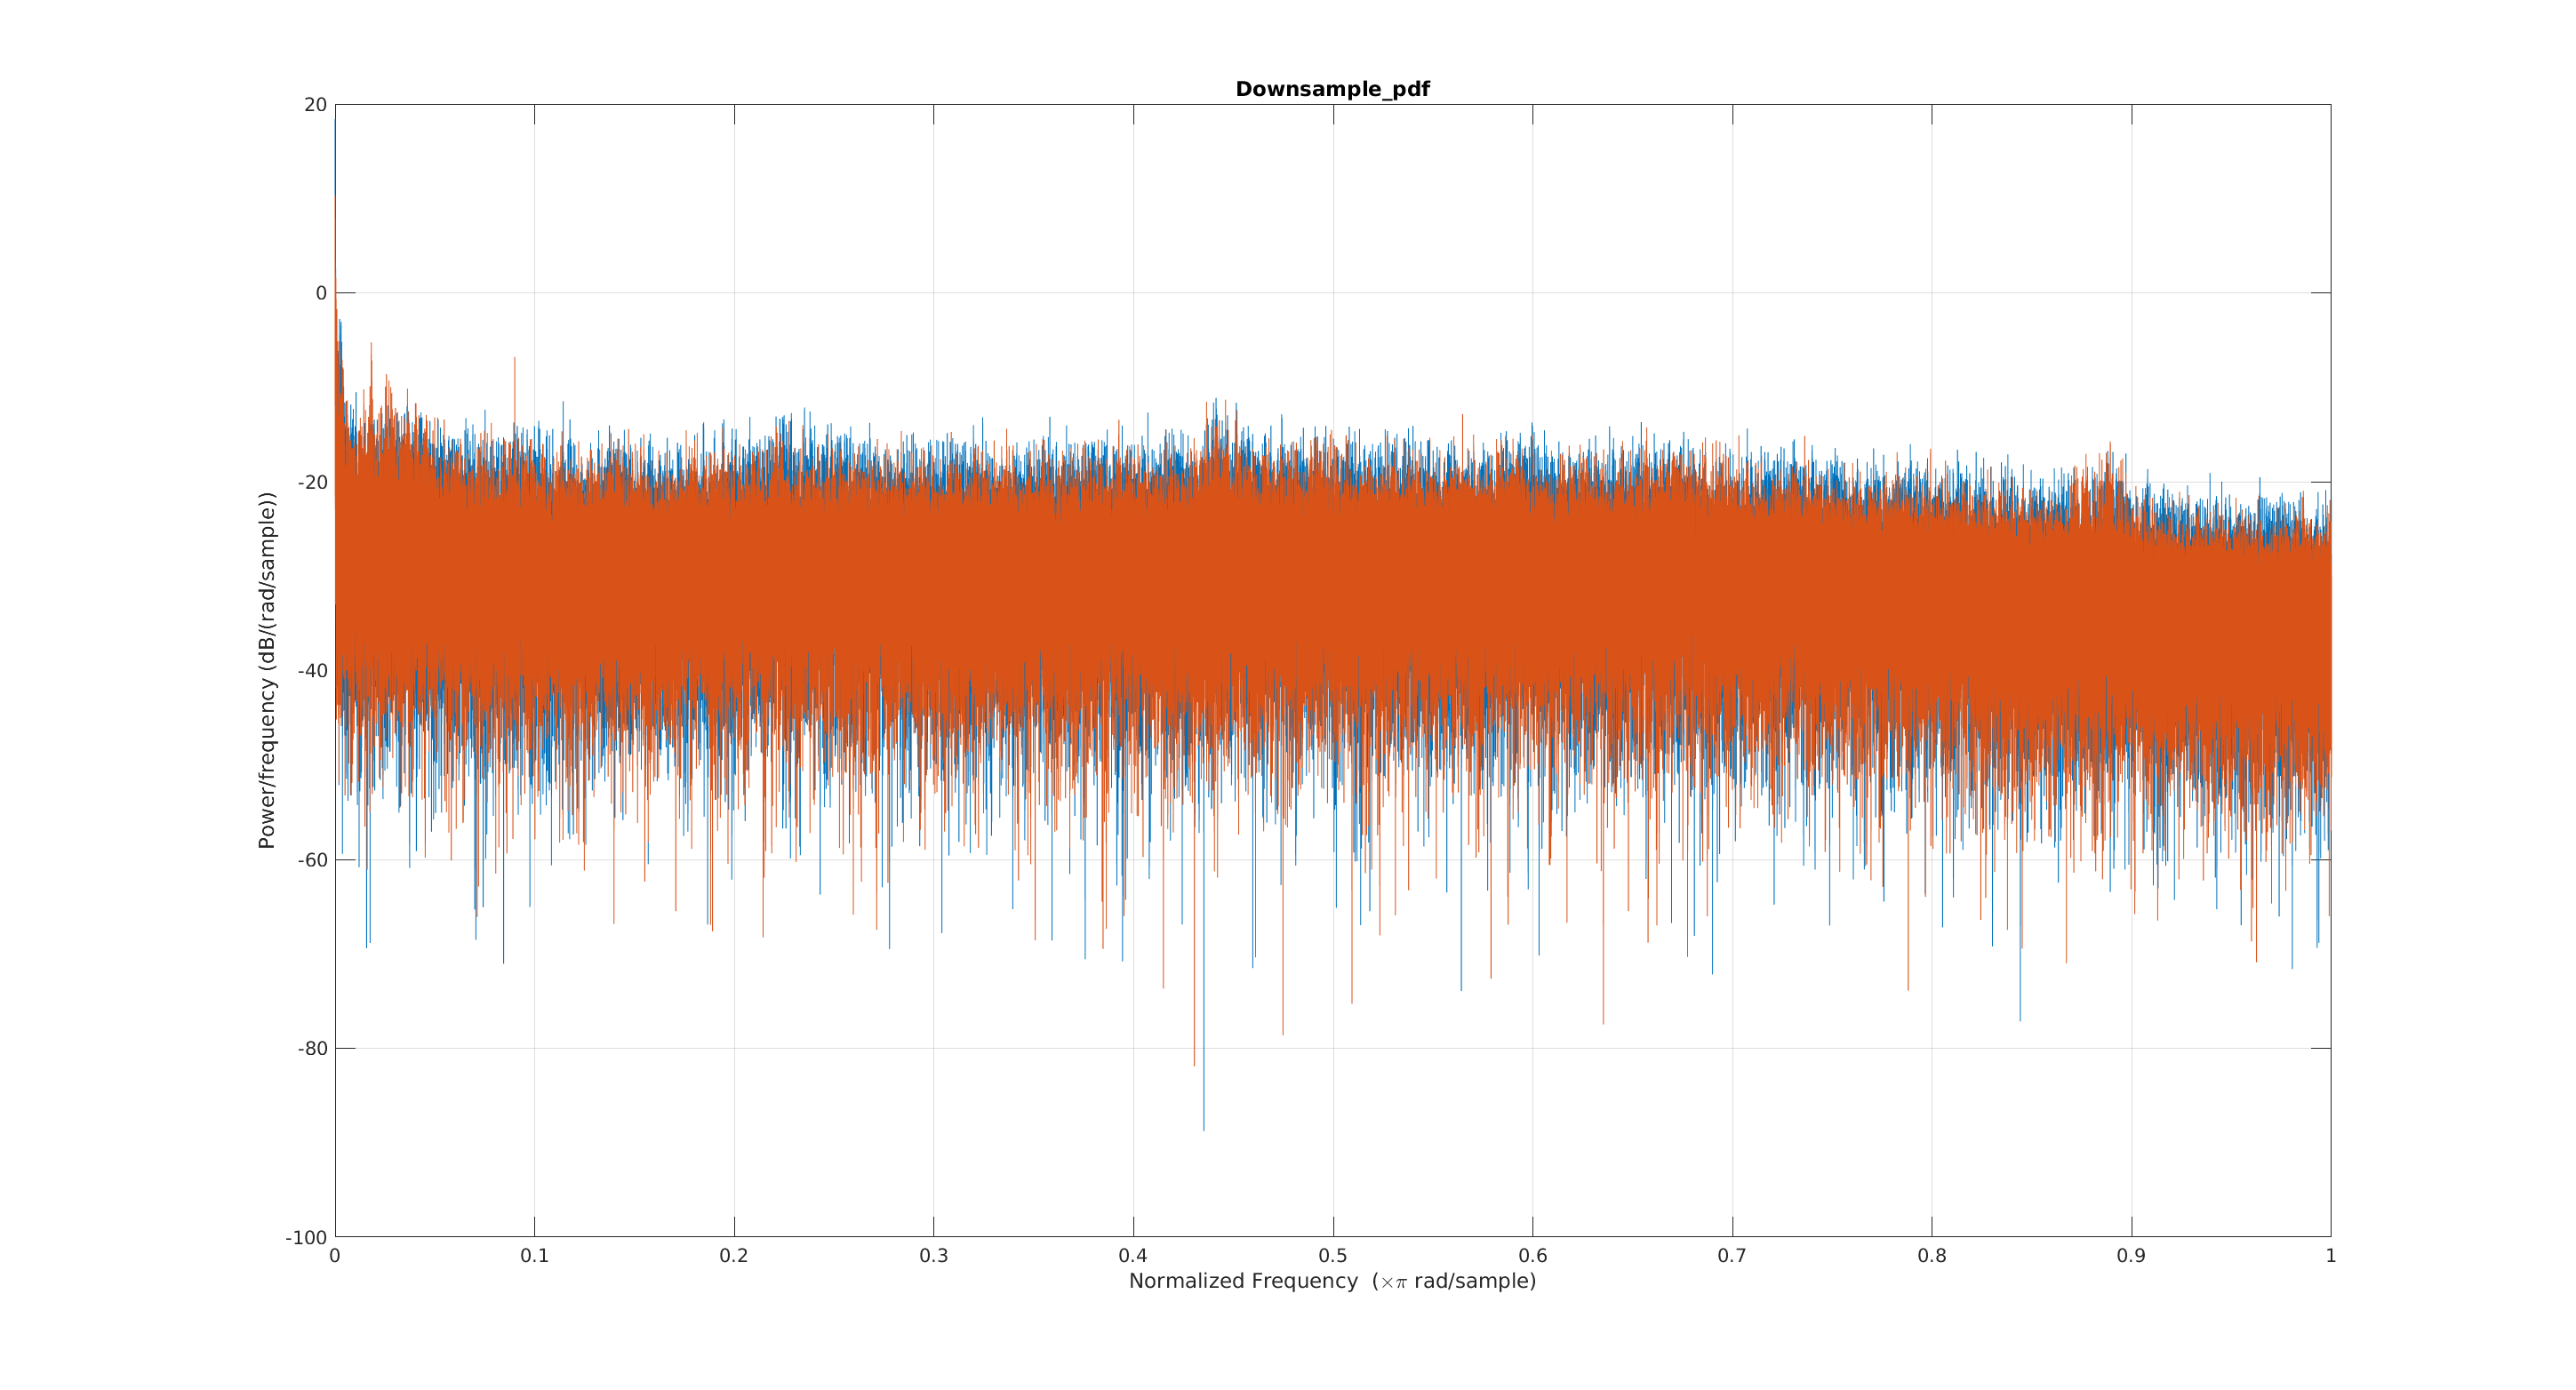 Downsample_pdf
20
0
-20
-40
-60
-80
-100
Power/frequency (dB/(rad/sample))
0 0.1 0.2 0.3 0.4 0.5 0.6 0.7 0.8 0.9 1
Normalized Frequency (×π rad/sample)